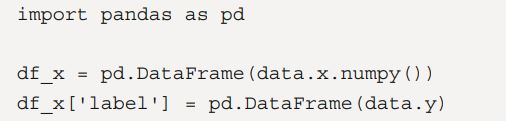 import pandas as pd
df_x = pd.DataFrame(data.x.numpy())
df_x['label'] = pd.DataFrame(data.y)